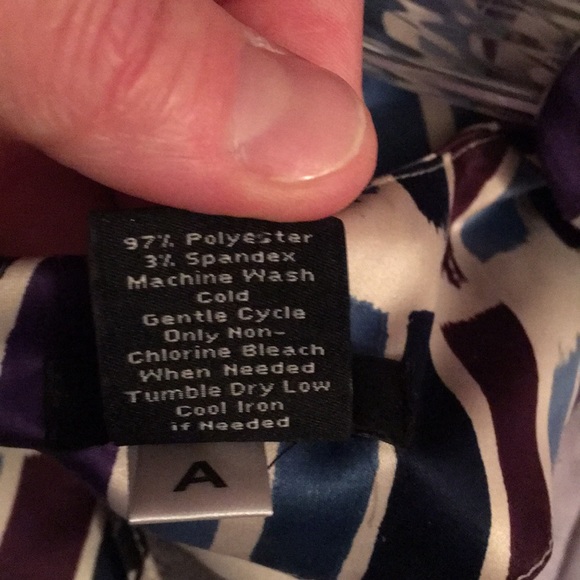 97% Polyester
3% Spandex
Machine Wash
Cold
Gentle Cycle
Only Non-
Chlorine Bleach
When Needed
Tumble Dry Low
Cool Iron
if Needed
A